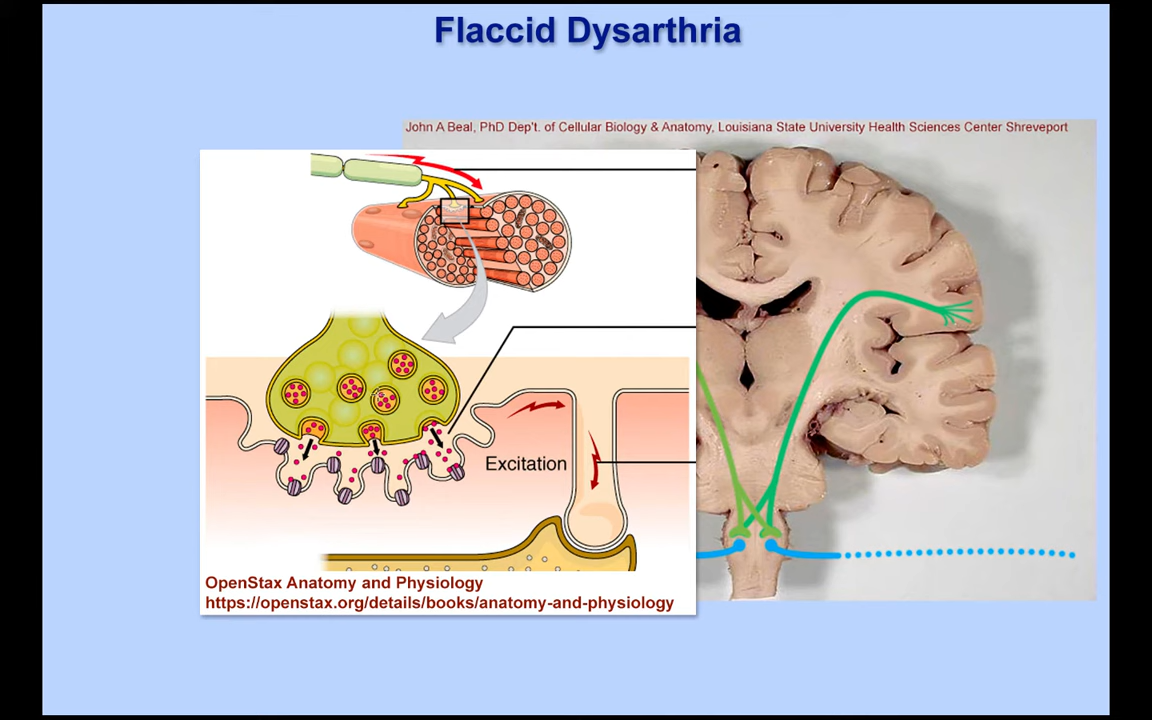 Flaccid Dysarthria
John A Beal, PhD Dep't. of Cellular Biology & Anatomy, Louisiana State University Health Sciences Center Shreveport
Excitation
OpenStax Anatomy and Physiology
https://openstax.org/details/books/anatomy-and-physiology